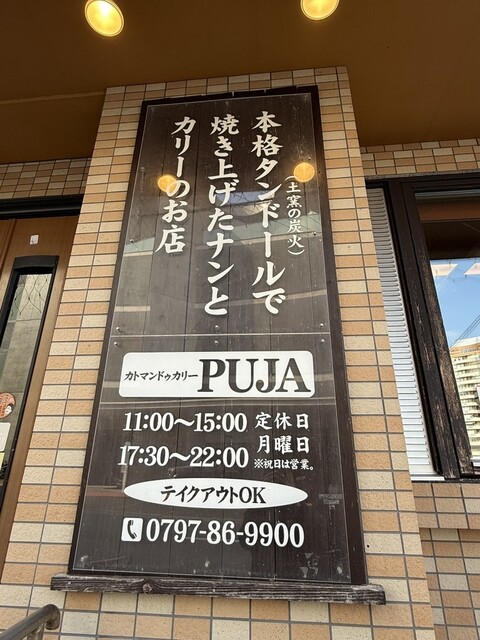 本格タンドールで
(土窯の炭火)
焼き上げたナンと
カリーのお店
カトマンドゥカリー PUJA
11:00〜15:00 定休日
17:30〜22:00 月曜日
※祝日は営業。
テイクアウトOK
0797-86-9900